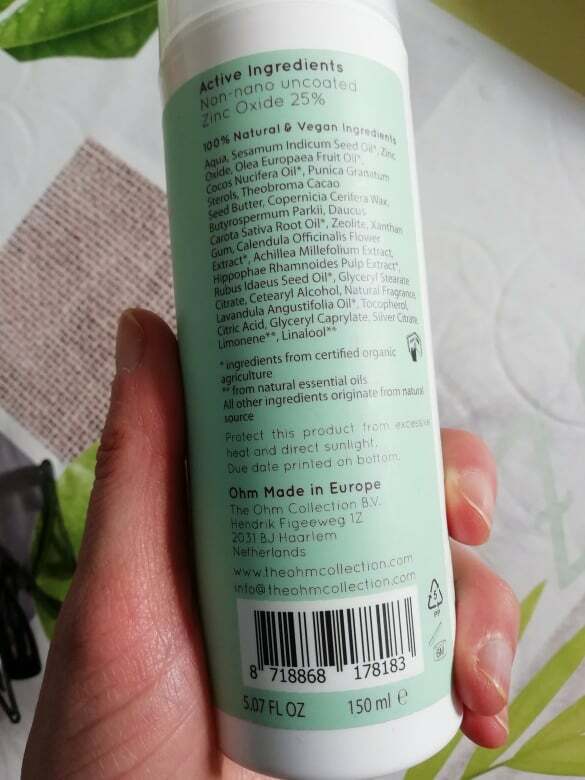 Active Ingredients
Non-nano uncoated
Zinc Oxide 25%
100% Natural & Vegan Ingredients
Aqua, Sesamum Indicum Seed Oil*, Zinc
Oxide, Olea Europaea Fruit Oil*,
Cocos Nucifera Oil*, Punica Granatum
Sterols, Theobroma Cacao
Seed Butter, Copernicia Cerifera Wax,
Butyrospermum Parkii, Daucus
Carota Sativa Root Oil*, Zeolite, Xanthan
Gum, Calendula Officinalis Flower
Extract*, Achillea Millefolium Extract,
Hippophae Rhamnoides Pulp Extract*,
Rubus Idaeus Seed Oil*, Glyceryl Stearate
Citrate, Cetearyl Alcohol, Natural Fragrance,
Lavandula Angustifolia Oil*, Tocopherol,
Citric Acid, Glyceryl Caprylate, Silver Citrate,
Limonene**, Linalool**
* ingredients from certified organic
agriculture
** from natural essential oils
All other ingredients originate from natural
source
Protect this product from excessive
heat and direct sunlight.
Due date printed on bottom.
Ohm Made in Europe
The Ohm Collection B.V.
Hendrik Figeeweg 1Z
2031 BJ Haarlem
Netherlands
www.theohmcollection.com
info@theohmcollection.com
5
PP
6M
8 718868 178183
5.07 FL OZ 150 ml e